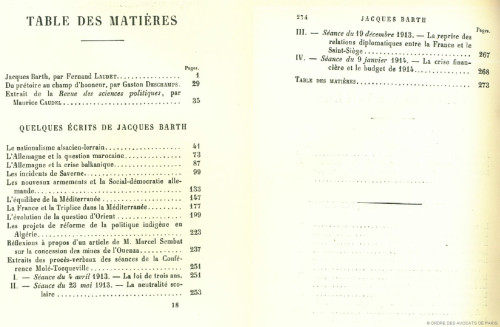 TABLE DES MATIÈRES
Pages.
Jacques Barth, par Fernand LAUDET. 1
Du prétoire au champ d'honneur, par Gaston DESCHAMPS. 29
Extrait de la Revue des sciences politiques, par
Maurice CAUDEL. 35
QUELQUES ÉCRITS DE JACQUES BARTH
Le nationalisme alsacien-lorrain. 41
L'Allemagne et la question marocaine. 73
L'Allemagne et la crise balkanique. 87
Les incidents de Saverne. 99
Les nouveaux armements et la Social-démocratie alle-
mande. 133
L'équilibre de la Méditerranée. 147
La France et la Triplice dans la Méditerranée. 177
L'évolution de la question d'Orient. 199
Les projets de réforme de la politique indigène en
Algérie. 223
Réflexions à propos d'un article de M. Marcel Sembat
sur la concession des mines de l'Ouenza. 237
Extraits des procès-verbaux des séances de la Confé-
rence Molé-Tocqueville. 251
I. — Séance du 4 avril 1913. — La loi de trois ans. 251
II. — Séance du 23 mai 1913. — La neutralité sco-
laire. 253
18
274 JACQUES BARTH
Pages.
III. — Séance du 19 décembre 1913. — La reprise des
relations diplomatiques entre la France et le
Saint-Siège. 267
IV. — Séance du 9 janvier 1914. — La crise finan-
cière et le budget de 1914. 268
TABLE DES MATIÈRES. 273
© ORDRE DES AVOCATS DE PARIS